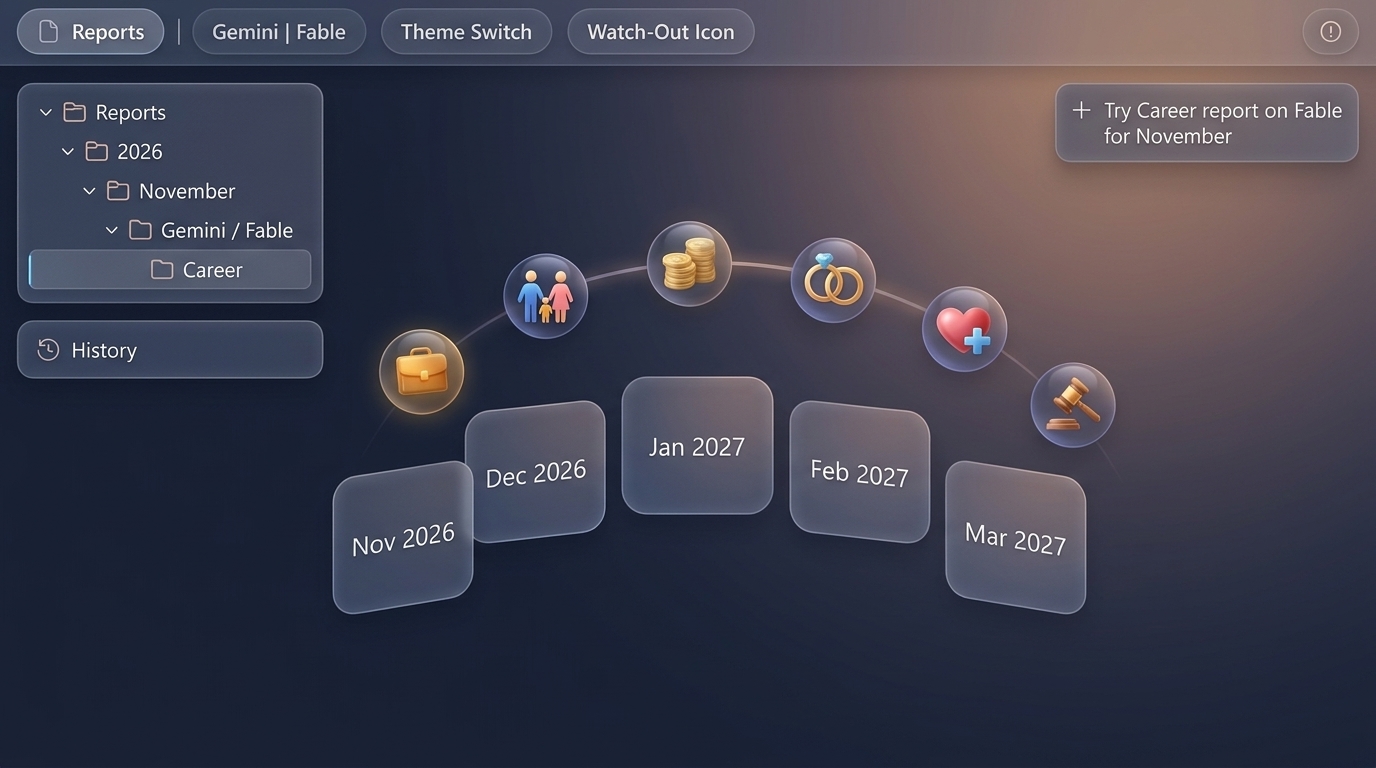 Reports
Gemini | Fable
Theme Switch
Watch-Out Icon
Reports
2026
November
Gemini / Fable
Career
History
Try Career report on Fable
for November
Nov 2026
Dec 2026
Jan 2027
Feb 2027
Mar 2027